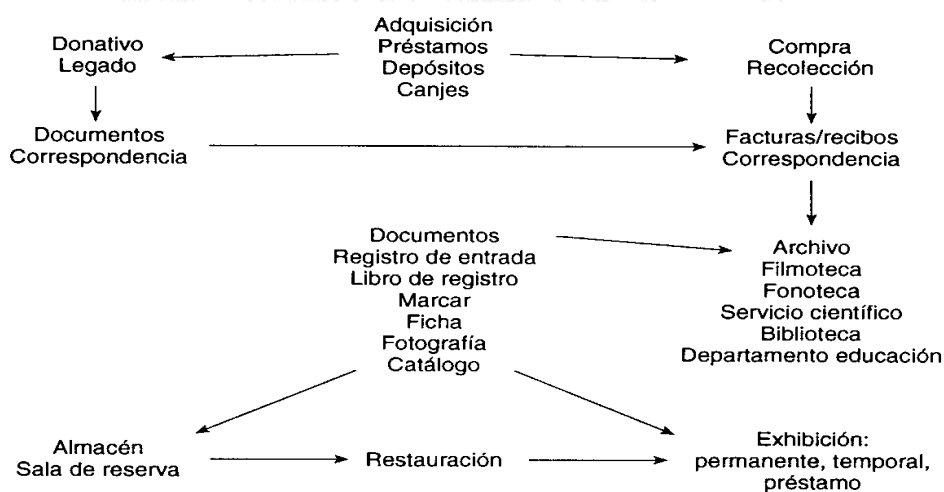 Adquisición
Préstamos
Depósitos
Canjes
Donativo
Legado
Compra
Recolección
Documentos
Correspondencia
Facturas/recibos
Correspondencia
Documentos
Registro de entrada
Libro de registro
Marcar
Ficha
Fotografía
Catálogo
Archivo
Filmoteca
Fonoteca
Servicio científico
Biblioteca
Departamento educación
Almacén
Sala de reserva
Restauración
Exhibición:
permanente, temporal,
préstamo